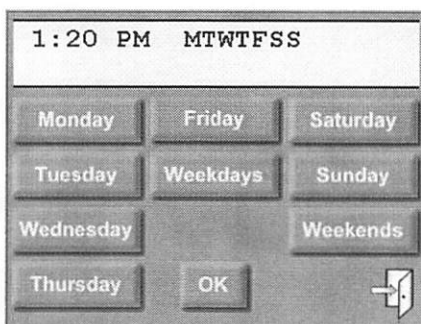 1:20 PM MTWTFSS
Monday Friday Saturday
Tuesday Weekdays Sunday
Wednesday Weekends
Thursday OK